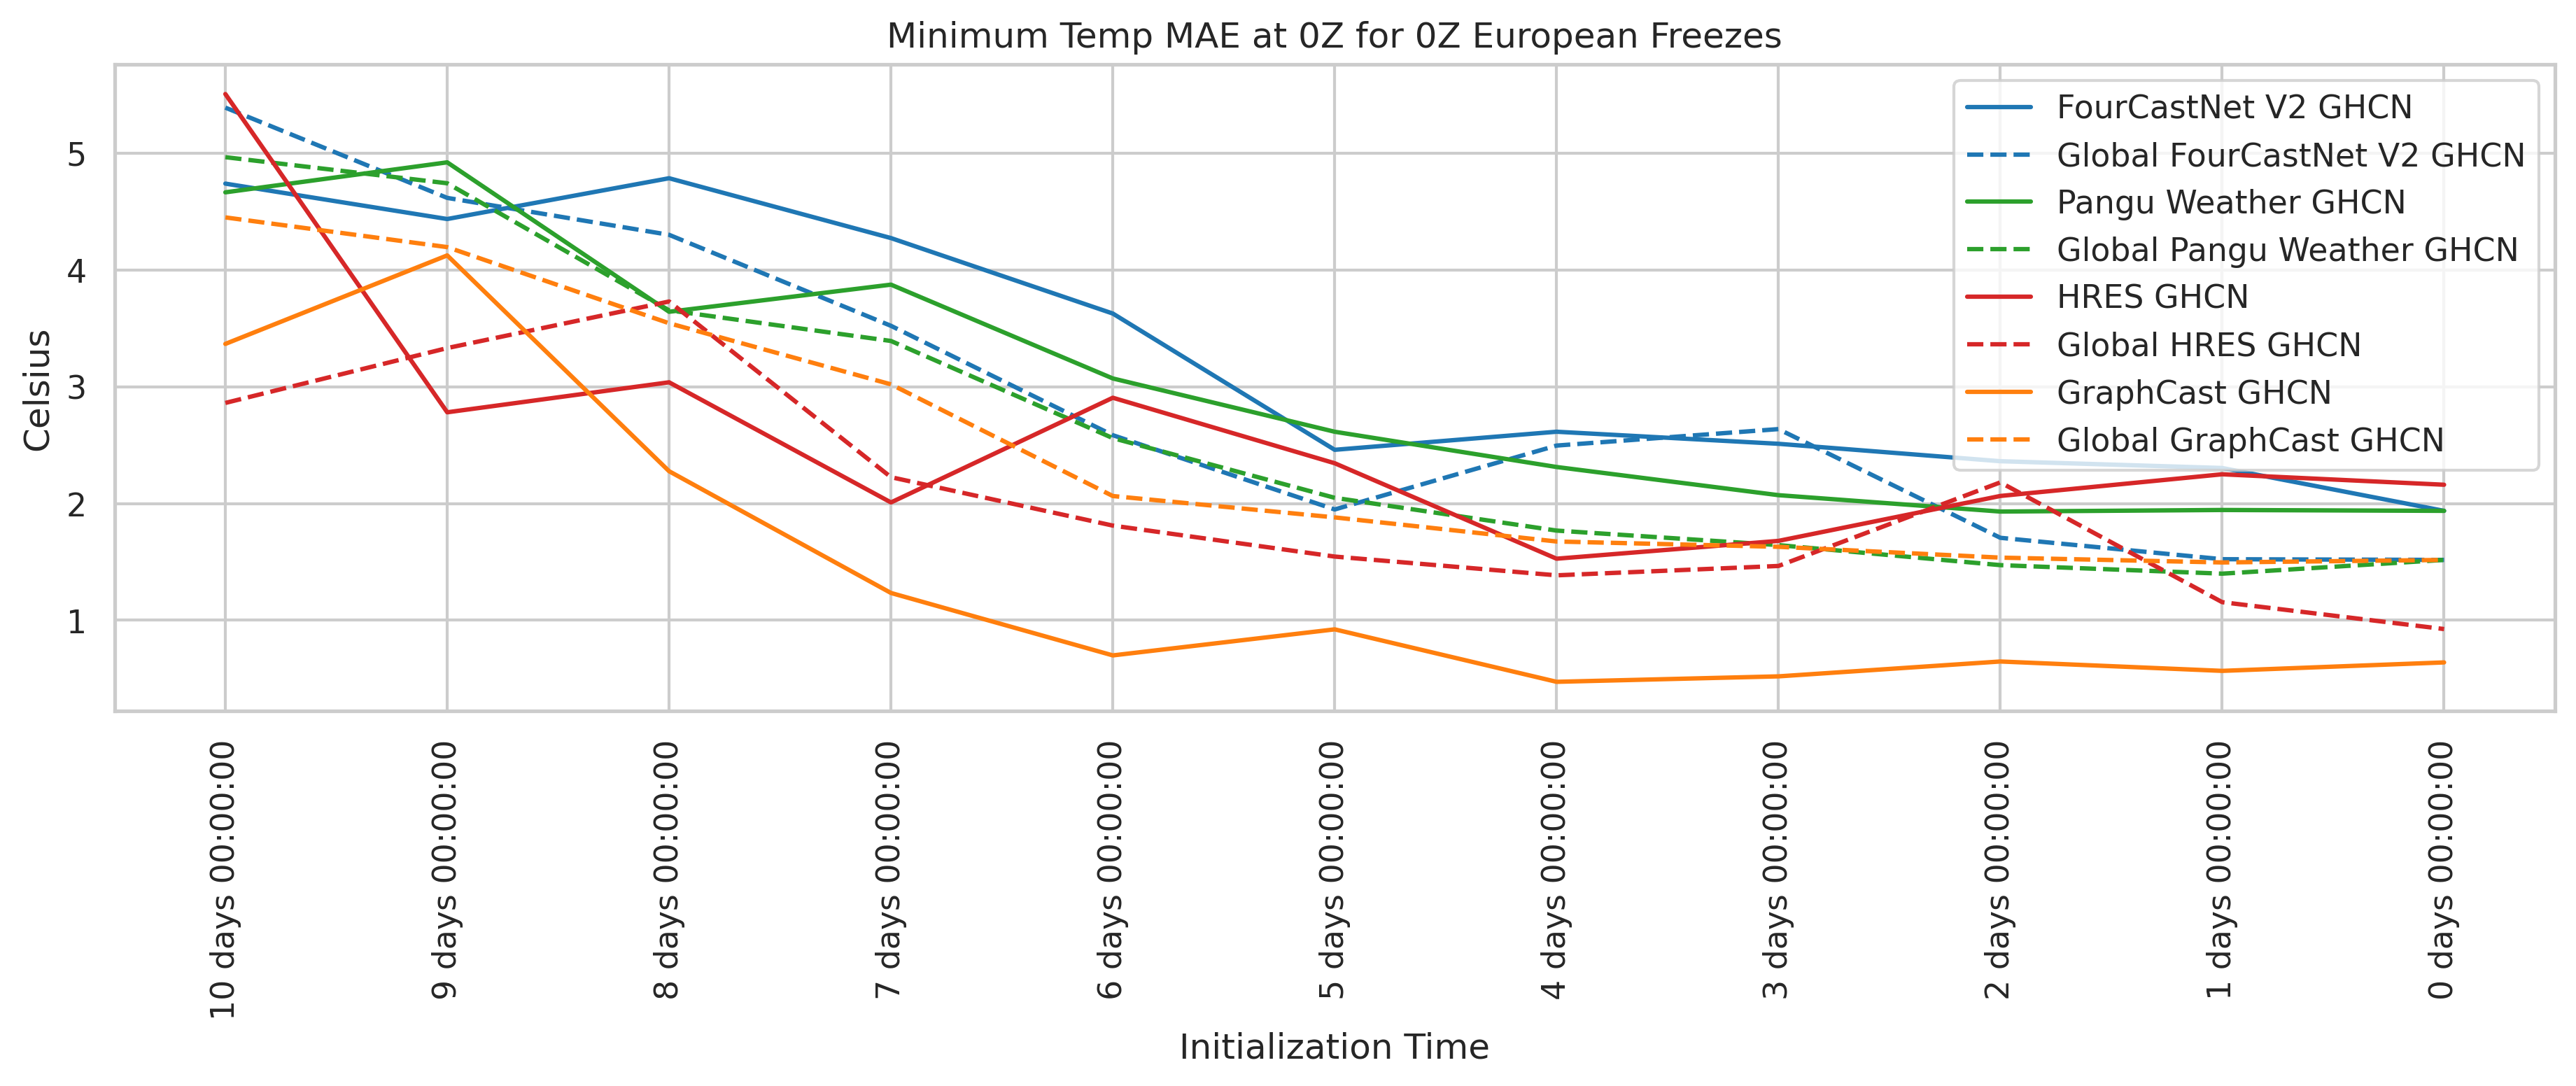 Minimum Temp MAE at 0Z for 0Z European Freezes
FourCastNet V2 GHCN
Global FourCastNet V2 GHCN
Pangu Weather GHCN
Global Pangu Weather GHCN
HRES GHCN
Global HRES GHCN
GraphCast GHCN
Global GraphCast GHCN
Celsius
5
4
3
2
1
10 days 00:00:00
9 days 00:00:00
8 days 00:00:00
7 days 00:00:00
6 days 00:00:00
5 days 00:00:00
4 days 00:00:00
3 days 00:00:00
2 days 00:00:00
1 days 00:00:00
0 days 00:00:00
Initialization Time